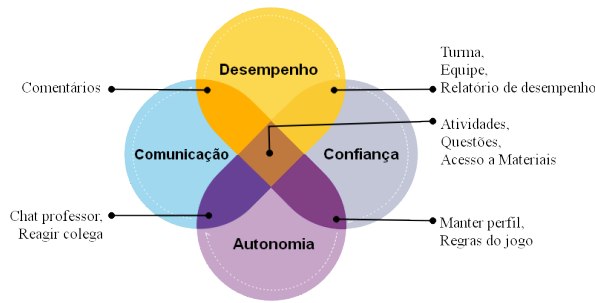 Desempenho
Comentários
Turma,
Equipe,
Relatório de desempenho
Atividades,
Questões,
Acesso a Materiais
Comunicação
Confiança
Chat professor,
Reagir colega
Autonomia
Manter perfil,
Regras do jogo